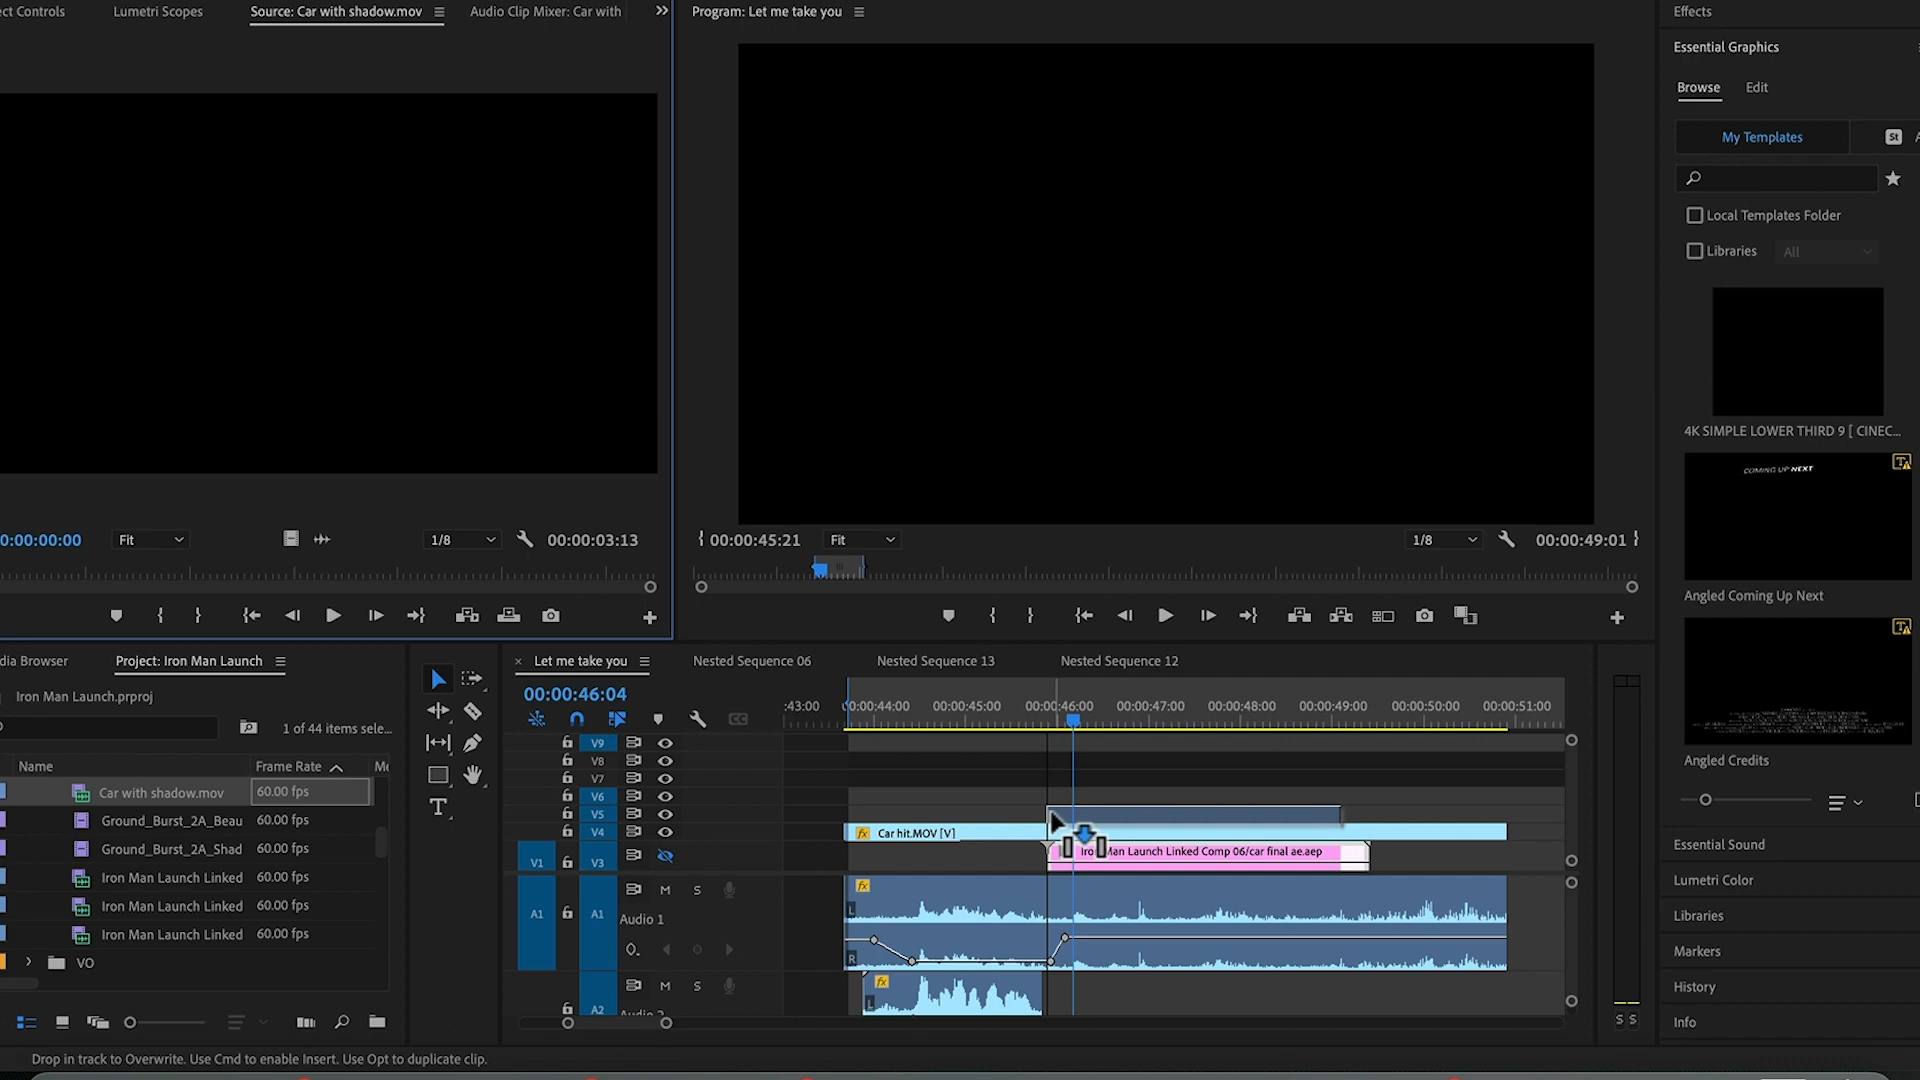 ct Controls
Lumetri Scopes
Source: Car with shadow.mov
Audio Clip Mixer: Car with
Program: Let me take you
Effects
Essential Graphics
Browse
Edit
My Templates
St
A
Local Templates Folder
Libraries
All
4K SIMPLE LOWER THIRD 9 [ CINEC...
COMING UP NEXT
Angled Coming Up Next
Angled Credits
0:00:00:00
Fit
1/8
00:00:03:13
00:00:45:21
Fit
1/8
00:00:49:01
dia Browser
Project: Iron Man Launch
Iron Man Launch.prproj
1 of 44 items sele...
Name
Frame Rate
Me
Car with shadow.mov
60.00 fps
Ground_Burst_2A_Beau
60.00 fps
Ground_Burst_2A_Shad
60.00 fps
Iron Man Launch Linked
60.00 fps
Iron Man Launch Linked
60.00 fps
Iron Man Launch Linked
60.00 fps
VO
T
× Let me take you
Nested Sequence 06
Nested Sequence 13
Nested Sequence 12
00:00:46:04
CC
:43:00
00:00:44:00
00:00:45:00
00:00:46:00
00:00:47:00
00:00:48:00
00:00:49:00
00:00:50:00
00:00:51:00
V9
V8
V7
V6
V5
V4
fx Car hit.MOV [V]
V1
V3
Iron Man Launch Linked Comp 06/car final ae.aep
A1
A1
M S
Audio 1
fx
L
R
A2
M S
fx
L
S S
Essential Sound
Lumetri Color
Libraries
Markers
History
Info
Drop in track to Overwrite. Use Cmd to enable Insert. Use Opt to duplicate clip.